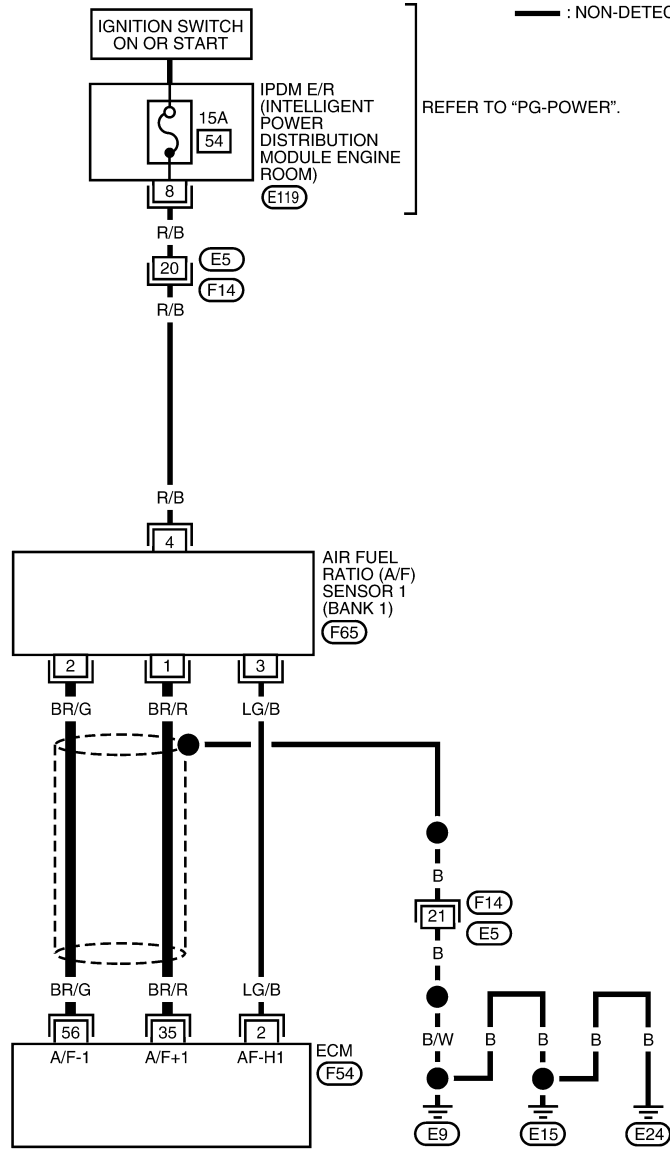 IGNITION SWITCH
ON OR START
: NON-DETEC
IPDM E/R
(INTELLIGENT
POWER
DISTRIBUTION
MODULE ENGINE
ROOM)
E119
REFER TO “PG-POWER”.
15A
54
8
R/B
20
E5
F14
R/B
R/B
4
AIR FUEL
RATIO (A/F)
SENSOR 1
(BANK 1)
F65
2 1 3
BR/G BR/R LG/B
B
21
F14
E5
B
BR/G BR/R LG/B
56 35 2
A/F-1 A/F+1 AF-H1
ECM
F54
B/W B B B B
E9 E15 E24